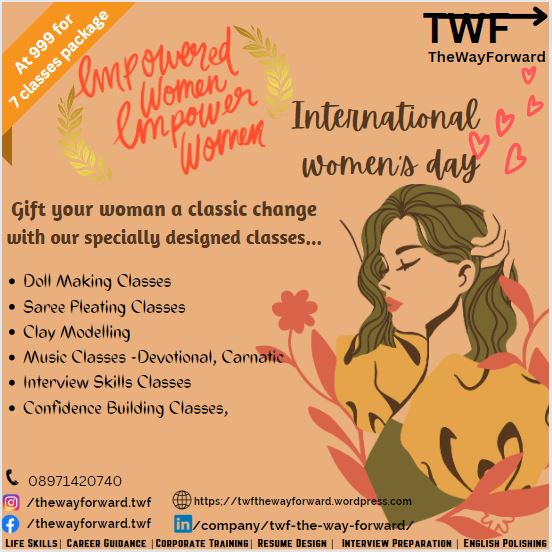 At 999 for
7 classes package
Empowered
Women
Empower
Women
TWF
TheWayForward
International
women's day
Gift your woman a classic change
with our specially designed classes...
• Doll Making Classes
• Saree Pleating Classes
• Clay Modelling
• Music Classes -Devotional, Carnatic
• Interview Skills Classes
• Confidence Building Classes,
08971420740
/thewayforward.twf
https://twfthewayforward.wordpress.com
/thewayforward.twf
in/company/twf-the-way-forward/
LIFE SKILLS| CAREER GUIDANCE |CORPORATE TRAINING| RESUME DESIGN | INTERVIEW PREPARATION | ENGLISH POLISHING